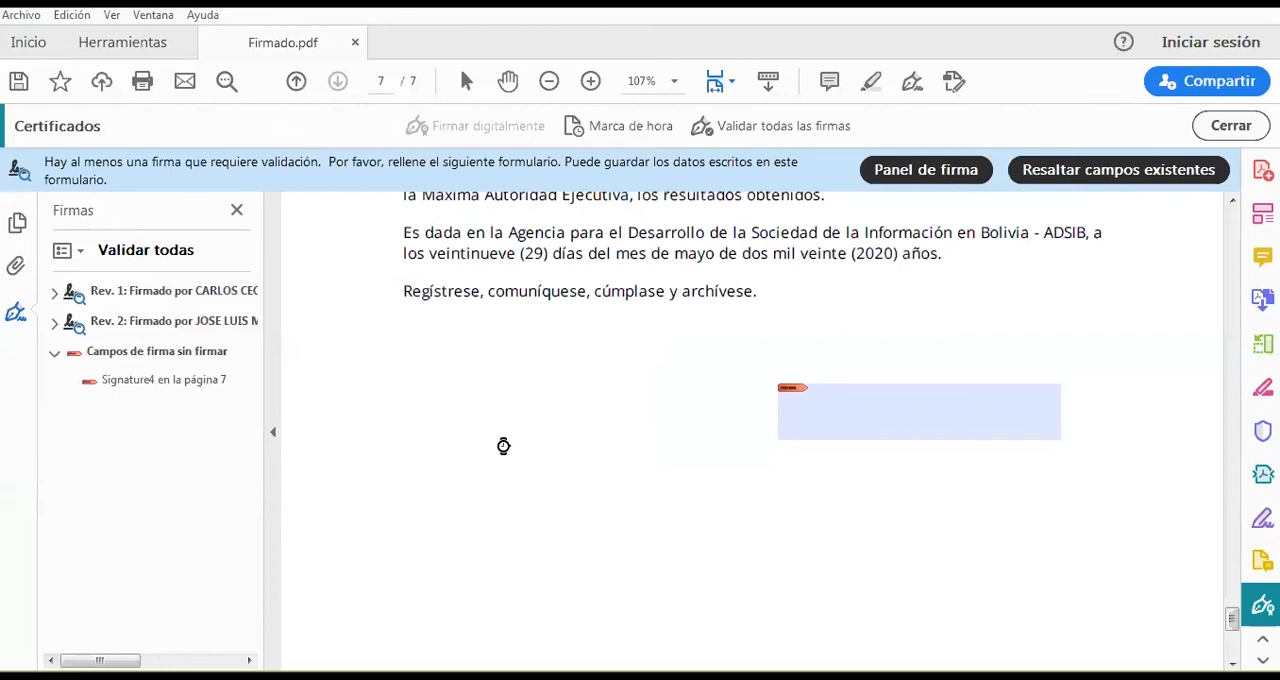 Archivo Edición Ver Ventana Ayuda
Inicio Herramientas Firmado.pdf × ? Iniciar sesión
7 / 7 107% Compartir
Certificados Firmar digitalmente Marca de hora Validar todas las firmas Cerrar
Hay al menos una firma que requiere validación. Por favor, rellene el siguiente formulario. Puede guardar los datos escritos en este
formulario.
Panel de firma Resaltar campos existentes
Firmas
Validar todas
Rev. 1: Firmado por CARLOS CEC
Rev. 2: Firmado por JOSE LUIS M
Campos de firma sin firmar
Signature4 en la página 7
la Máxima Autoridad Ejecutiva, los resultados obtenidos.
Es dada en la Agencia para el Desarrollo de la Sociedad de la Información en Bolivia - ADSIB, a
los veintinueve (29) días del mes de mayo de dos mil veinte (2020) años.
Regístrese, comuníquese, cúmplase y archívese.